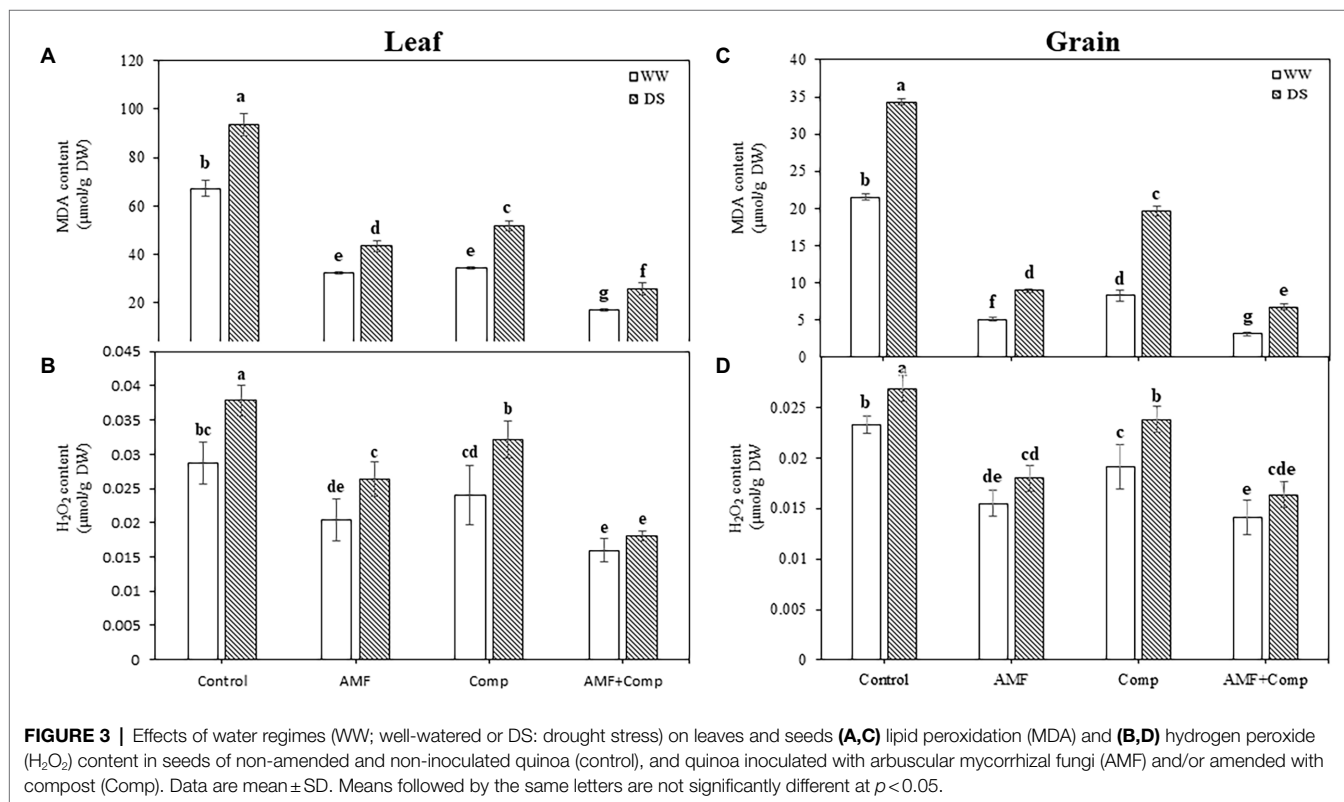 Leaf
Grain
A
120
100
80
60
40
20
MDA content
(µmol/g DW)
WW
DS
b
a
e
d
e
c
g
f
C
40
35
30
25
20
15
10
5
0
MDA content
(µmol/g DW)
WW
DS
b
a
f
d
d
c
g
e
B
0.045
0.04
0.035
0.03
0.025
0.02
0.015
0.01
0.005
0
H₂O₂ content
(µmol/g DW)
bc
a
de
c
cd
b
e
e
Control
AMF
Comp
AMF+Comp
D
0.025
0.02
0.015
0.01
0.005
0
H₂O₂ content
(µmol/g DW
b
a
de
cd
c
b
e
cde
Control
AMF
Comp
AMF+Comp
FIGURE 3 | Effects of water regimes (WW; well-watered or DS: drought stress) on leaves and seeds (A,C) lipid peroxidation (MDA) and (B,D) hydrogen peroxide
(H₂O₂) content in seeds of non-amended and non-inoculated quinoa (control), and quinoa inoculated with arbuscular mycorrhizal fungi (AMF) and/or amended with
compost (Comp). Data are mean±SD. Means followed by the same letters are not significantly different at p<0.05.